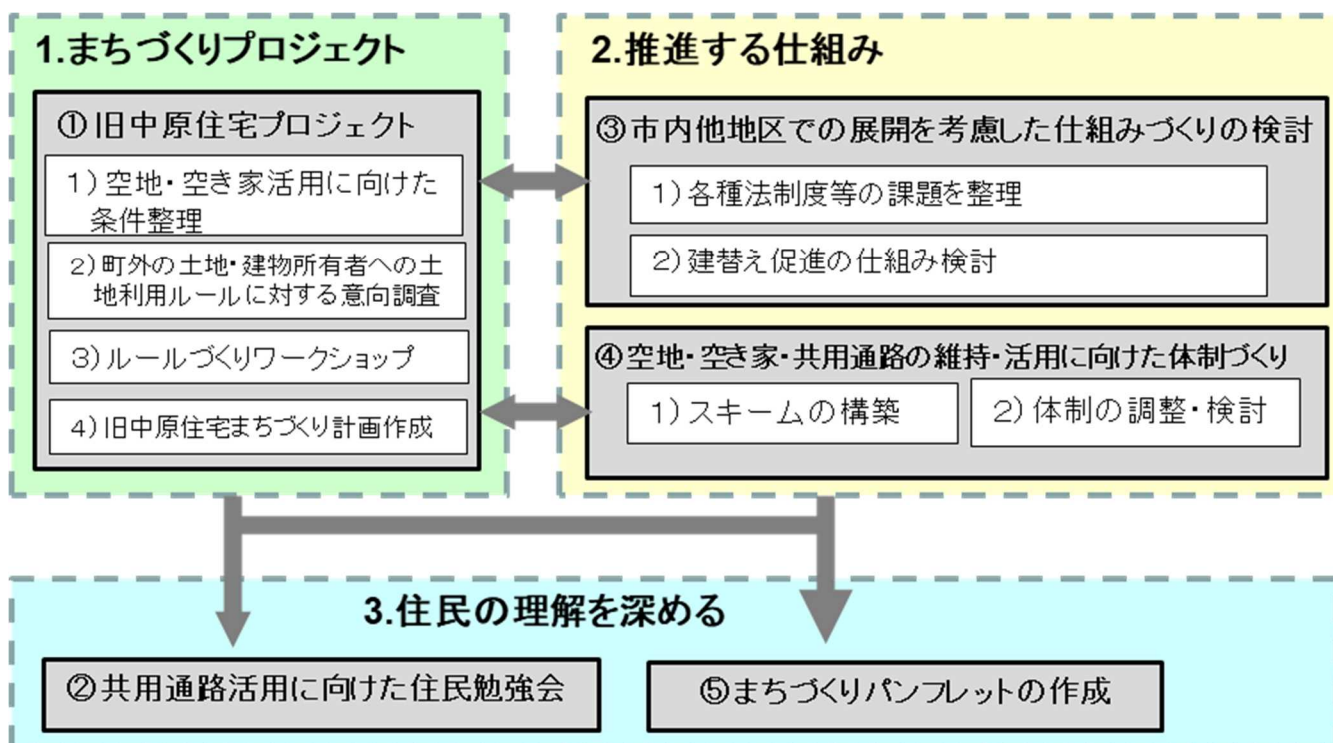 1.まちづくりプロジェクト
①旧中原住宅プロジェクト
1)空地・空き家活用に向けた
条件整理
2)町外の土地・建物所有者への土
地利用ルールに対する意向調査
3)ルールづくりワークショップ
4)旧中原住宅まちづくり計画作成
2.推進する仕組み
③市内他地区での展開を考慮した仕組みづくりの検討
1)各種法制度等の課題を整理
2)建替え促進の仕組み検討
④空地・空き家・共用通路の維持・活用に向けた体制づくり
1)スキームの構築
2)体制の調整・検討
3.住民の理解を深める
②共用通路活用に向けた住民勉強会
⑤まちづくりパンフレットの作成